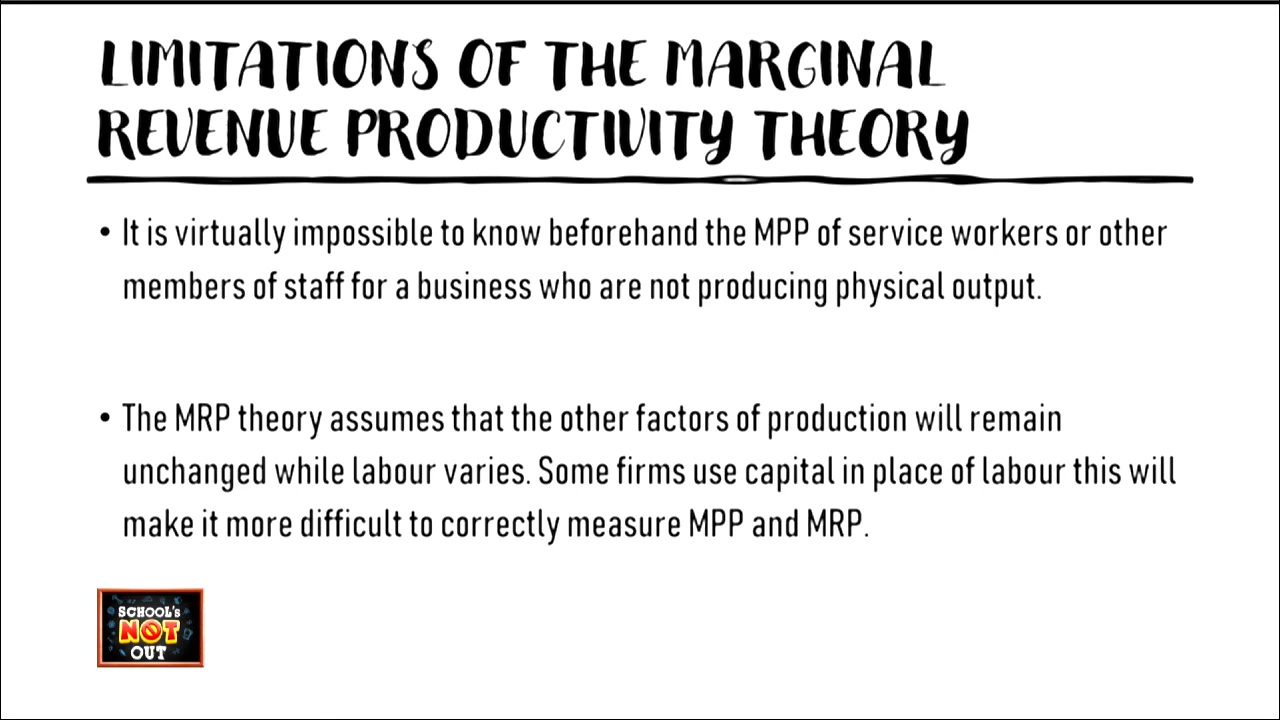 LIMITATIONS OF THE MARGINAL
REVENUE PRODUCTIVITY THEORY
• It is virtually impossible to know beforehand the MPP of service workers or other
members of staff for a business who are not producing physical output.
• The MRP theory assumes that the other factors of production will remain
unchanged while labour varies. Some firms use capital in place of labour this will
make it more difficult to correctly measure MPP and MRP.
SCHOOL'S
NOT
OUT